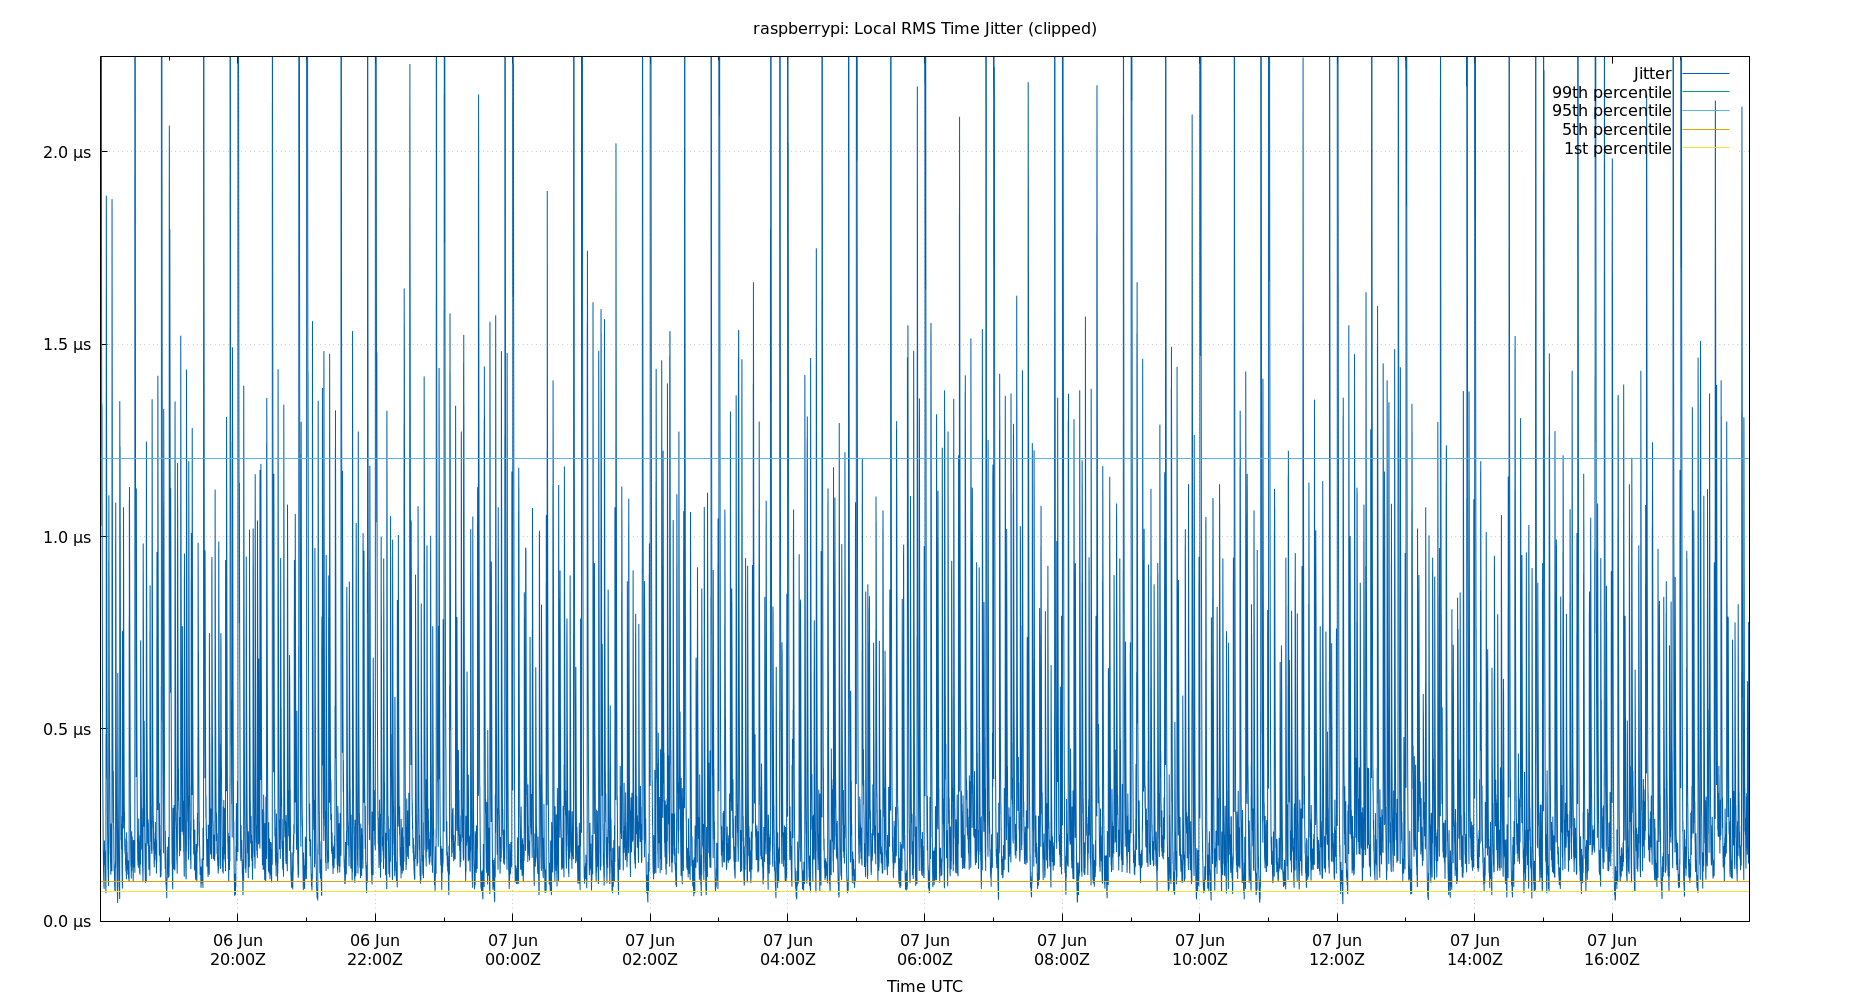 raspberrypi: Local RMS Time Jitter (clipped)
Jitter
99th percentile
95th percentile
5th percentile
1st percentile
2.0 µs
1.5 µs
1.0 µs
0.5 µs
0.0 µs
06 Jun 06 Jun 07 Jun 07 Jun 07 Jun 07 Jun 07 Jun 07 Jun 07 Jun 07 Jun 07 Jun
20:00Z 22:00Z 00:00Z 02:00Z 04:00Z 06:00Z 08:00Z 10:00Z 12:00Z 14:00Z 16:00Z
Time UTC